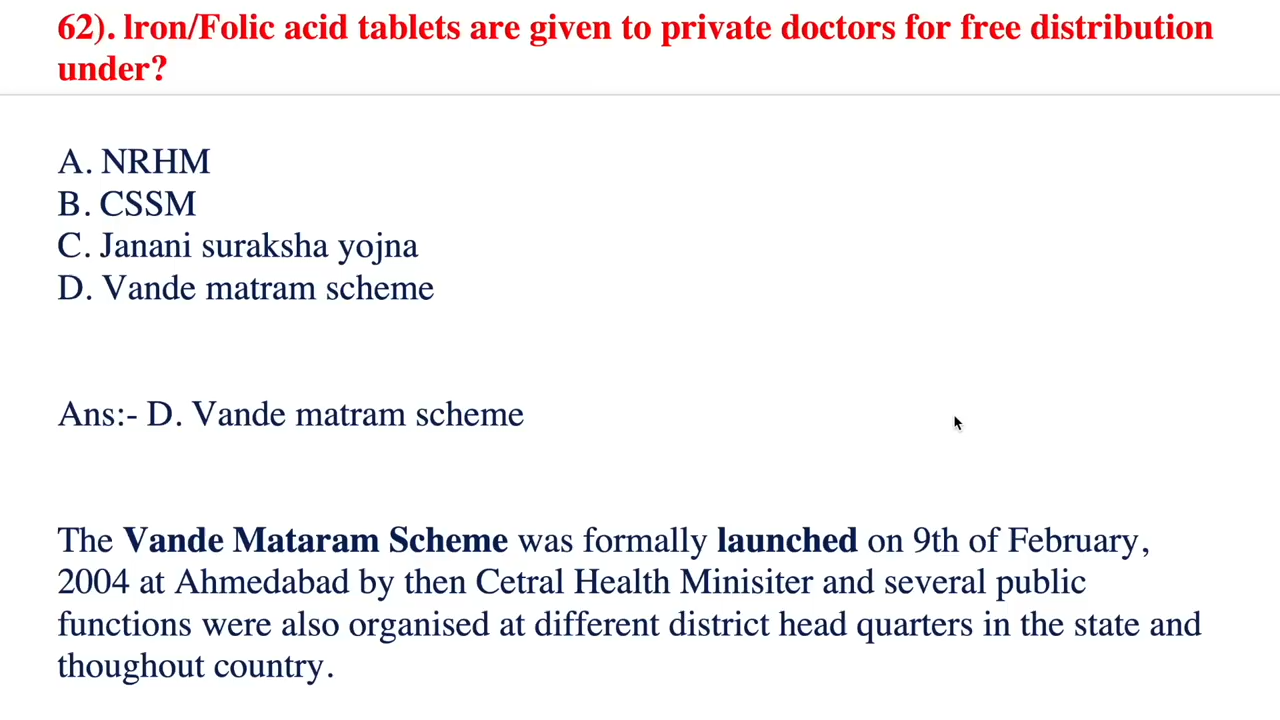 62). lron/Folic acid tablets are given to private doctors for free distribution
under?
A. NRHM
B. CSSM
C. Janani suraksha yojna
D. Vande matram scheme
Ans:- D. Vande matram scheme
The Vande Mataram Scheme was formally launched on 9th of February,
2004 at Ahmedabad by then Cetral Health Minisiter and several public
functions were also organised at different district head quarters in the state and
thoughout country.